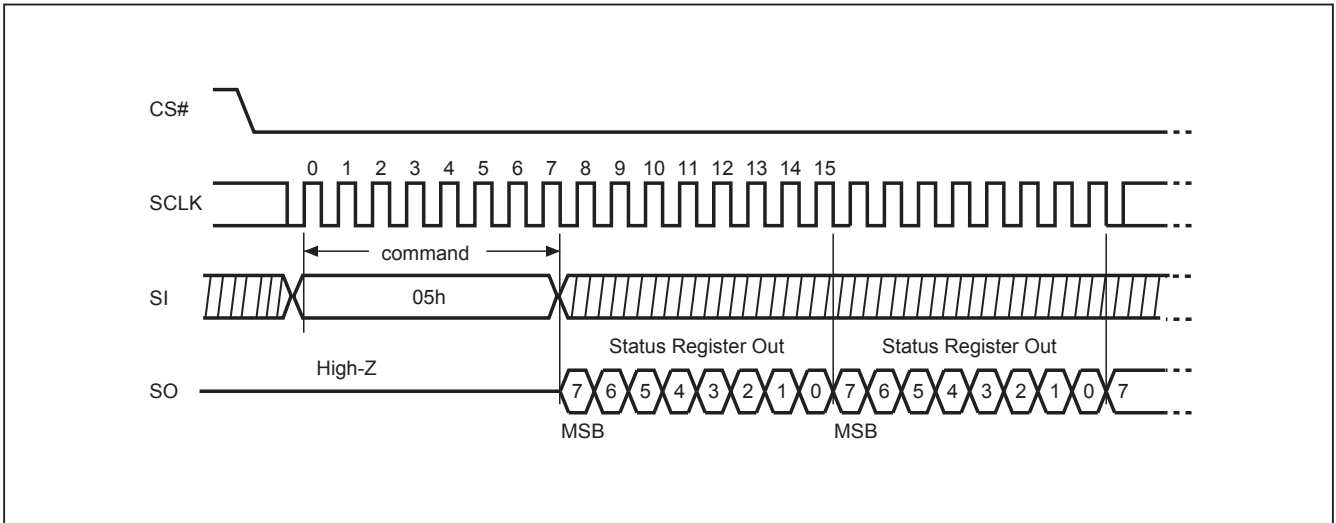 CS#
0 1 2 3 4 5 6 7 8 9 10 11 12 13 14 15
SCLK
command
SI
05h
Status Register Out Status Register Out
High-Z
SO
7 6 5 4 3 2 1 0 7 6 5 4 3 2 1 0 7
MSB MSB